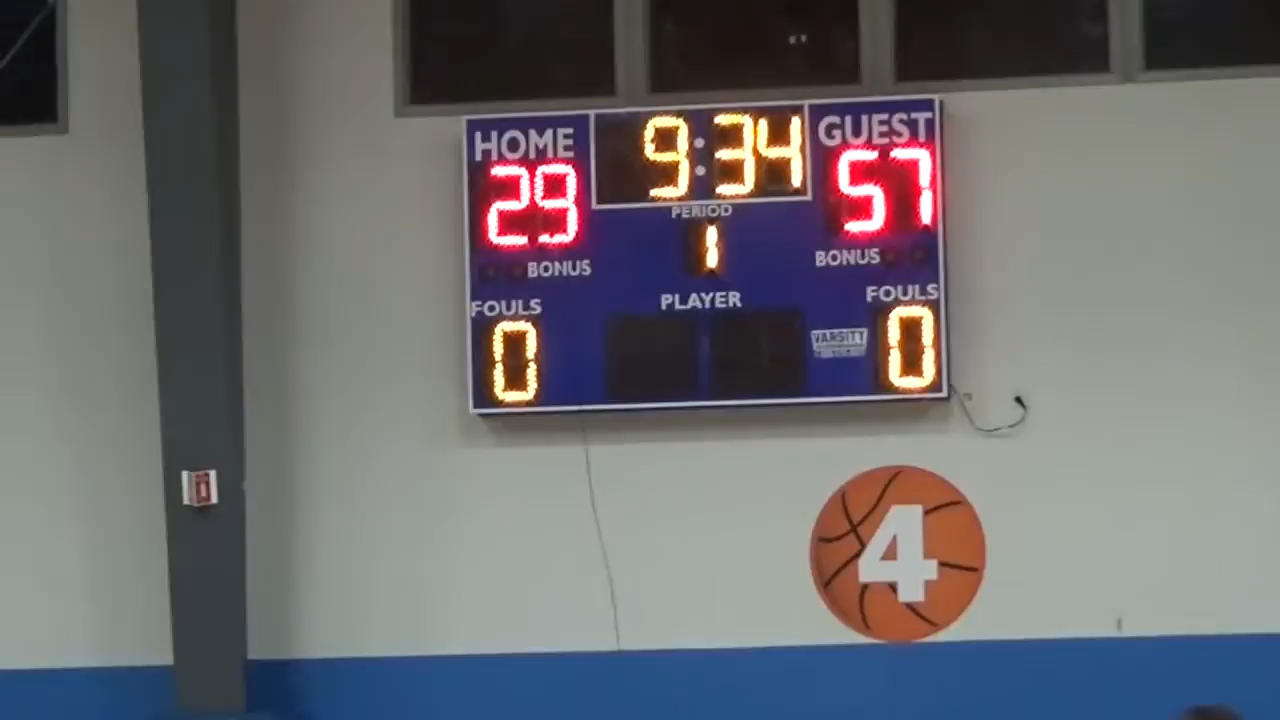 HOME 9:34 GUEST
29 57
PERIOD
1
BONUS BONUS
PLAYER
FOULS FOULS
VARSITY
0 0
4